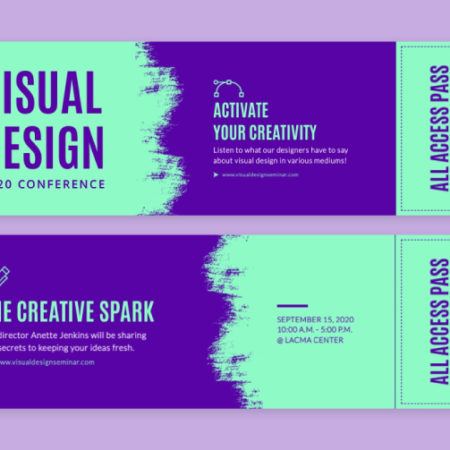 ISUAL
ESIGN
20 CONFERENCE
ACTIVATE
YOUR CREATIVITY
Listen to what our designers have to say
about visual design in various mediums!
www.visualdesignseminar.com
ALL ACCESS PASS
HE CREATIVE SPARK
director Anette Jenkins will be sharing
secrets to keeping your ideas fresh.
www.visualdesignseminar.com
SEPTEMBER 15, 2020
10:00 A.M. - 5:00 P.M.
@ LACMA CENTER
ALL ACCESS PASS